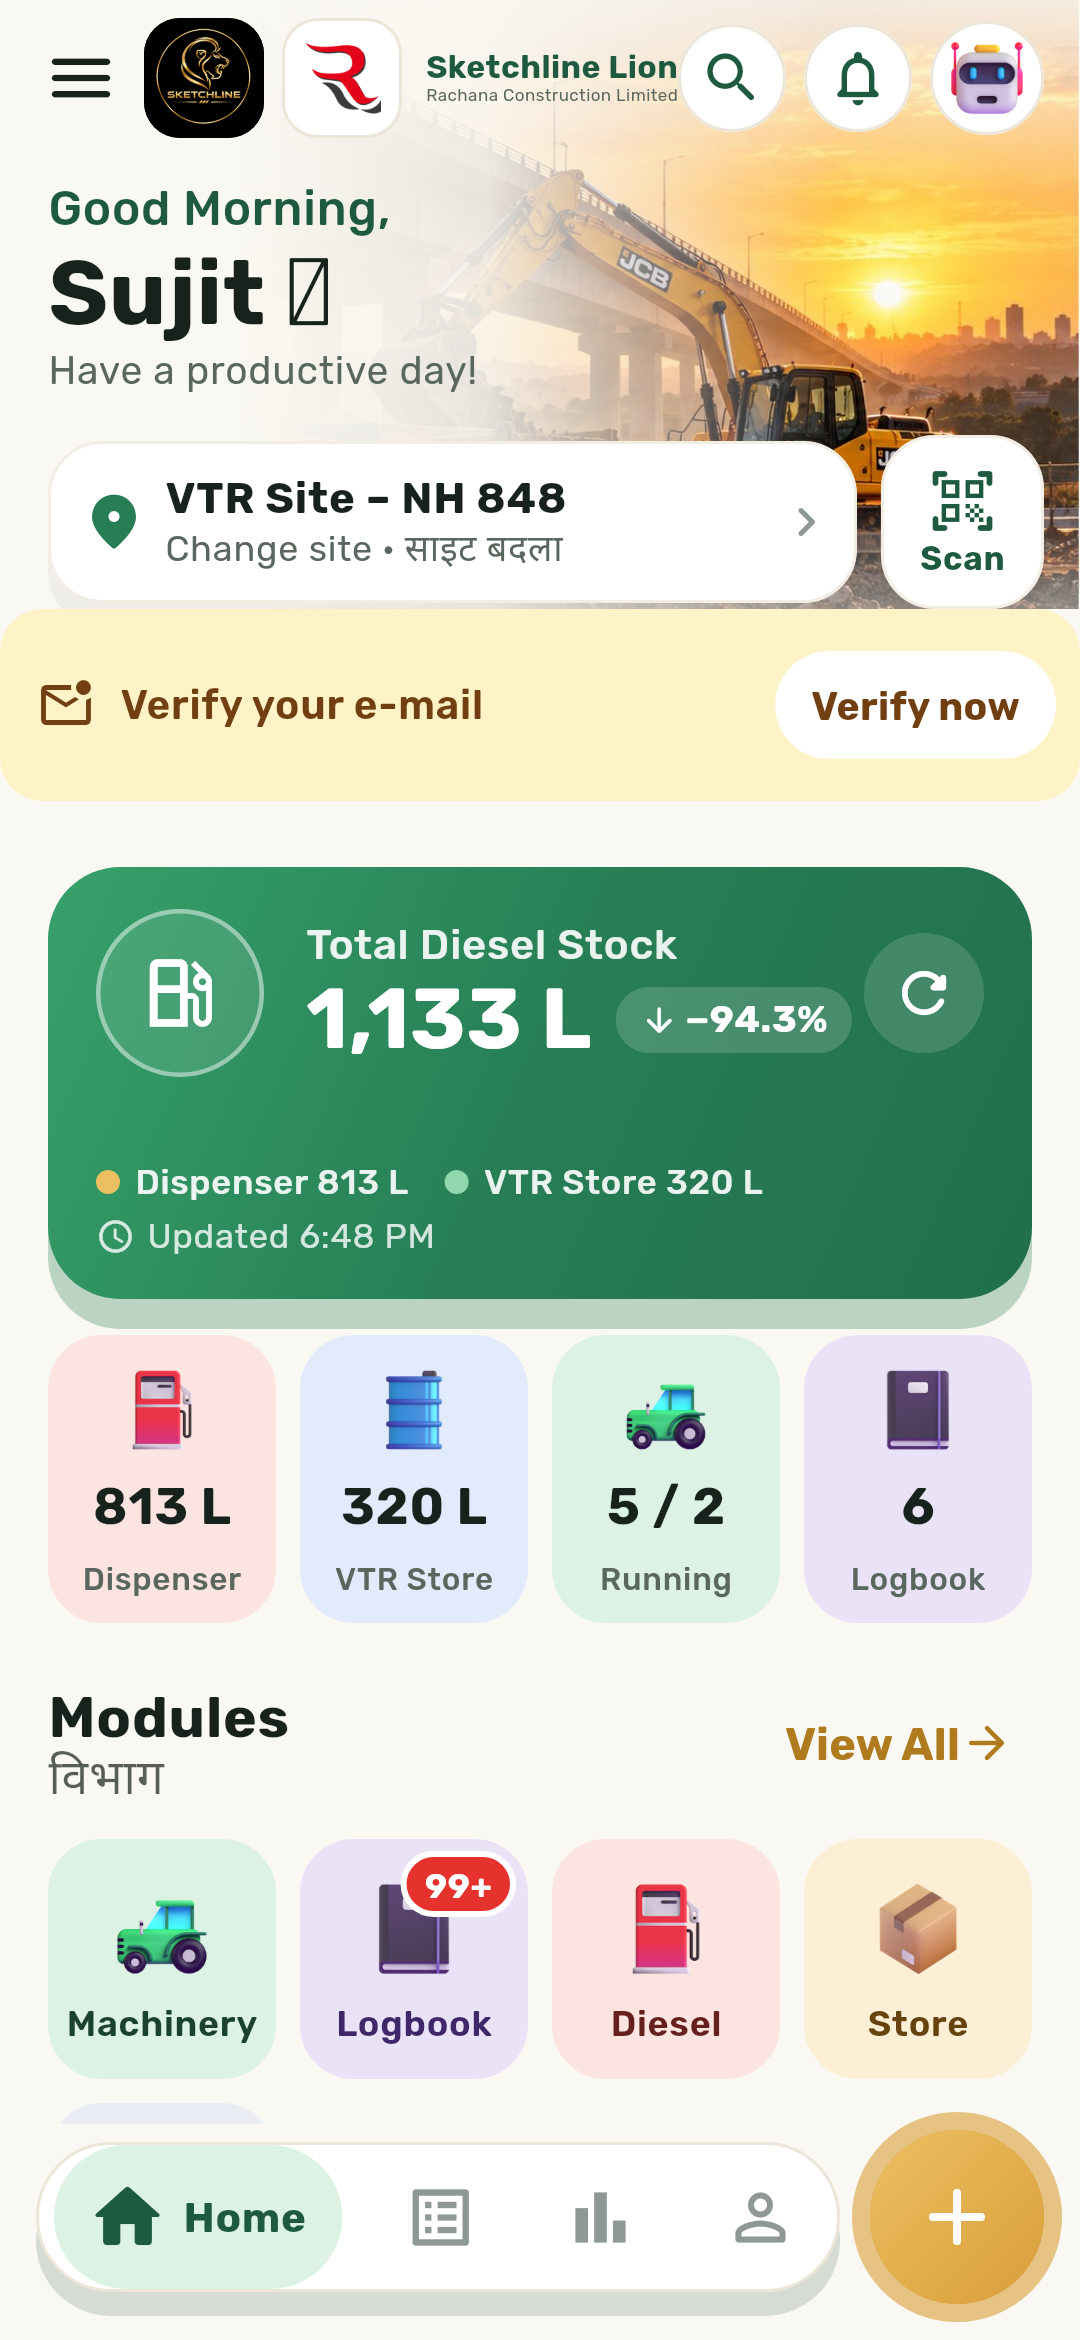 SKETCHLINE
Sketchline Lion
Rachana Construction Limited
Good Morning,
Sujit
Have a productive day!
JCB
VTR Site – NH 848
Change site • साइट बदला
Scan
Verify your e-mail
Verify now
Total Diesel Stock
1,133 L
↓ −94.3%
Dispenser 813 L
VTR Store 320 L
Updated 6:48 PM
813 L
Dispenser
320 L
VTR Store
5 / 2
Running
6
Logbook
Modules
विभाग
View All →
99+
Machinery
Logbook
Diesel
Store
Home